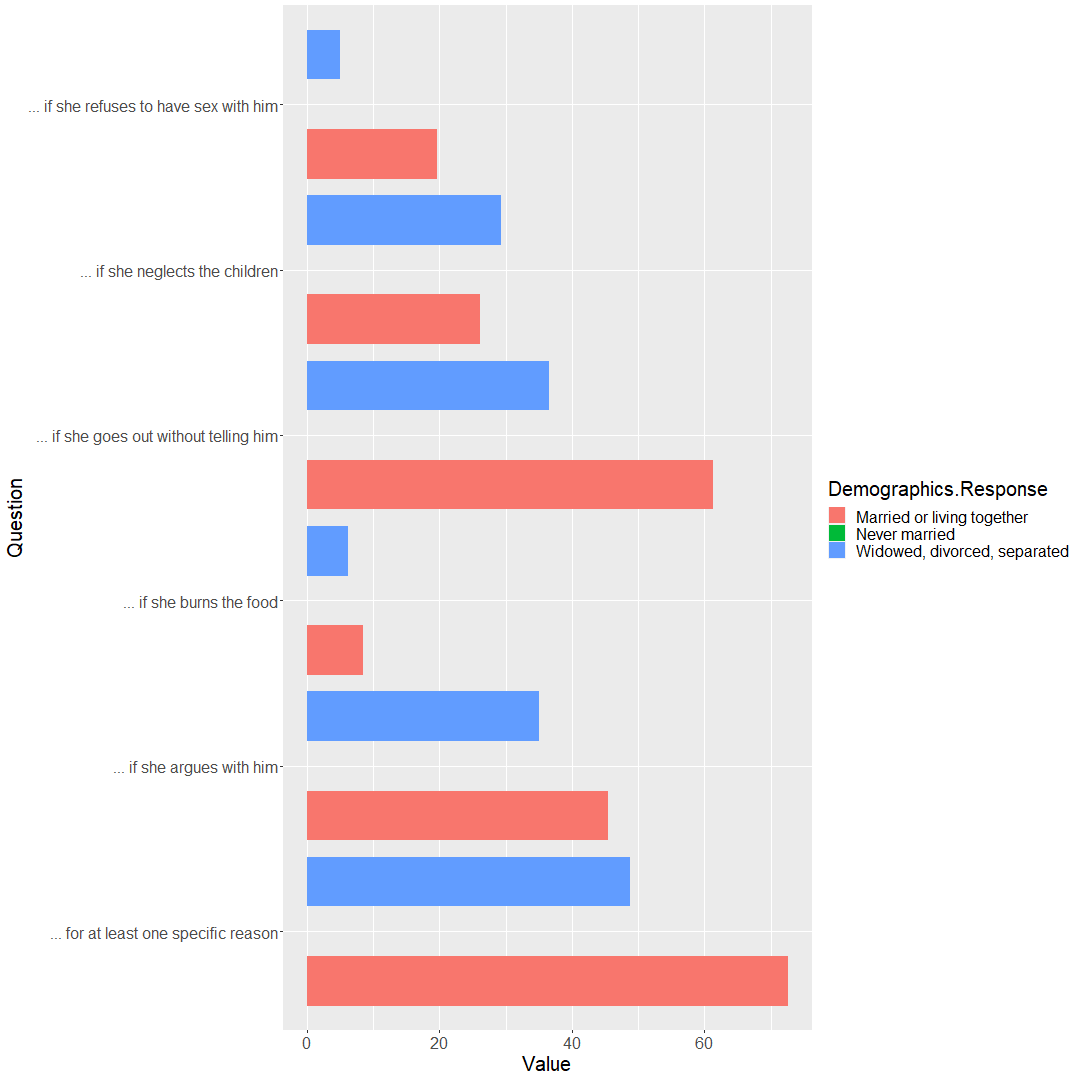 ... if she refuses to have sex with him
... if she neglects the children
... if she goes out without telling him
... if she burns the food
... if she argues with him
... for at least one specific reason
Question
0 20 40 60
Value
Demographics.Response
Married or living together
Never married
Widowed, divorced, separated